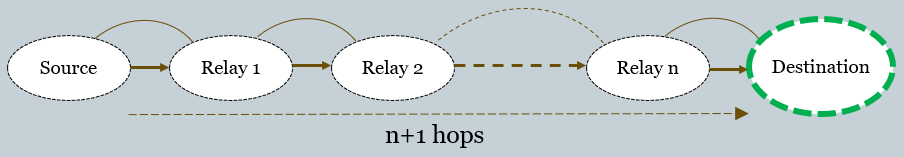 Source
Relay 1
Relay 2
Relay n
Destination
n+1 hops